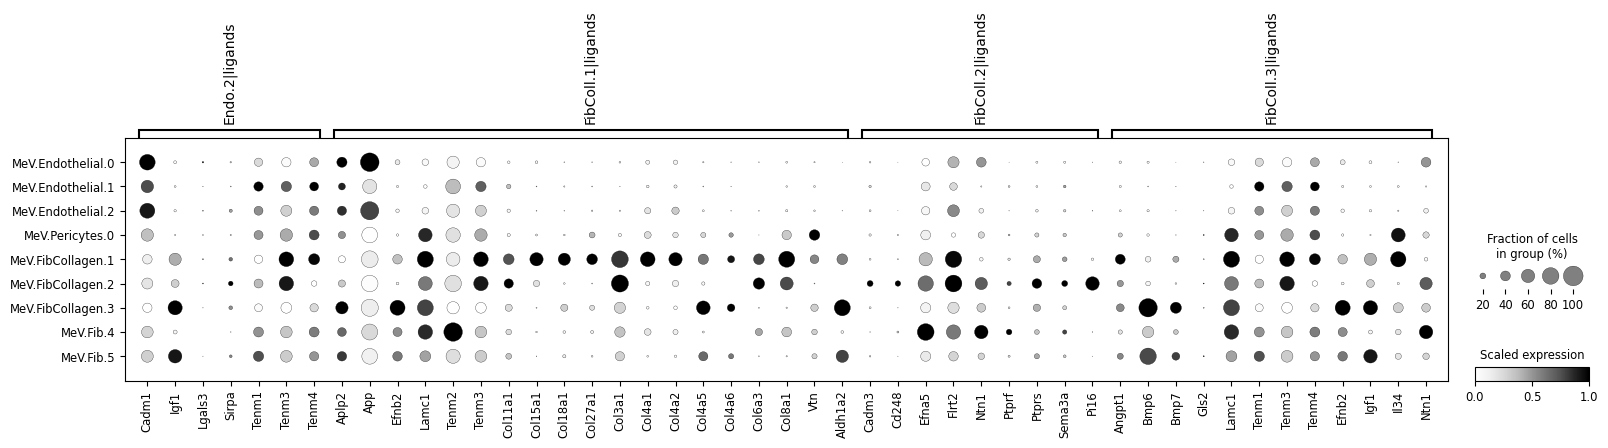 Endo.2|ligands
FibColl.1|ligands
FibColl.2|ligands
FibColl.3|ligands
MeV.Endothelial.0
MeV.Endothelial.1
MeV.Endothelial.2
MeV.Pericytes.0
MeV.FibCollagen.1
MeV.FibCollagen.2
MeV.FibCollagen.3
MeV.Fib.4
MeV.Fib.5
Cadm1
Igf1
Lgals3
Sirpa
Tenm1
Tenm3
Tenm4
Aplp2
App
Efnb2
Lamc1
Tenm2
Tenm3
Col11a1
Col15a1
Col18a1
Col27a1
Col3a1
Col4a1
Col4a2
Col4a5
Col4a6
Col6a3
Col8a1
Vtn
Aldh1a2
Cadm3
Cd248
Efna5
Flrt2
Ntn1
Ptprf
Ptprs
Sema3a
Pi16
Angpt1
Bmp6
Bmp7
Gls2
Lamc1
Tenm1
Tenm3
Tenm4
Efnb2
Igf1
Il34
Ntn1
Fraction of cells
in group (%)
20 40 60 80 100
Scaled expression
0.0 0.5 1.0